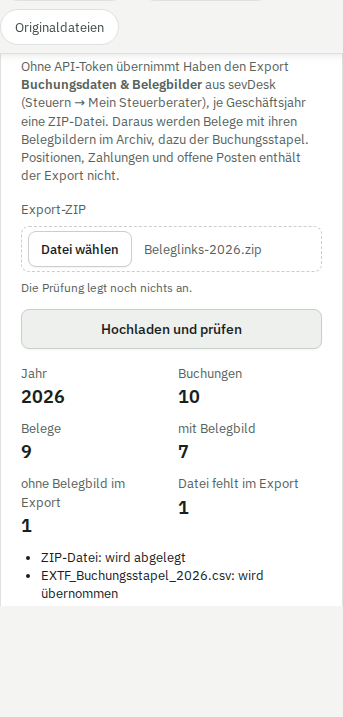 Originaldateien
Ohne API-Token übernimmt Haben den Export
Buchungsdaten & Belegbilder aus sevDesk
(Steuern → Mein Steuerberater), je Geschäftsjahr
eine ZIP-Datei. Daraus werden Belege mit ihren
Belegbildern im Archiv, dazu der Buchungsstapel.
Positionen, Zahlungen und offene Posten enthält
der Export nicht.
Export-ZIP
Datei wählen Beleglinks-2026.zip
Die Prüfung legt noch nichts an.
Hochladen und prüfen
Jahr
2026
Buchungen
10
Belege
9
mit Belegbild
7
ohne Belegbild im
Export
1
Datei fehlt im Export
1
• ZIP-Datei: wird abgelegt
• EXTF_Buchungsstapel_2026.csv: wird
übernommen